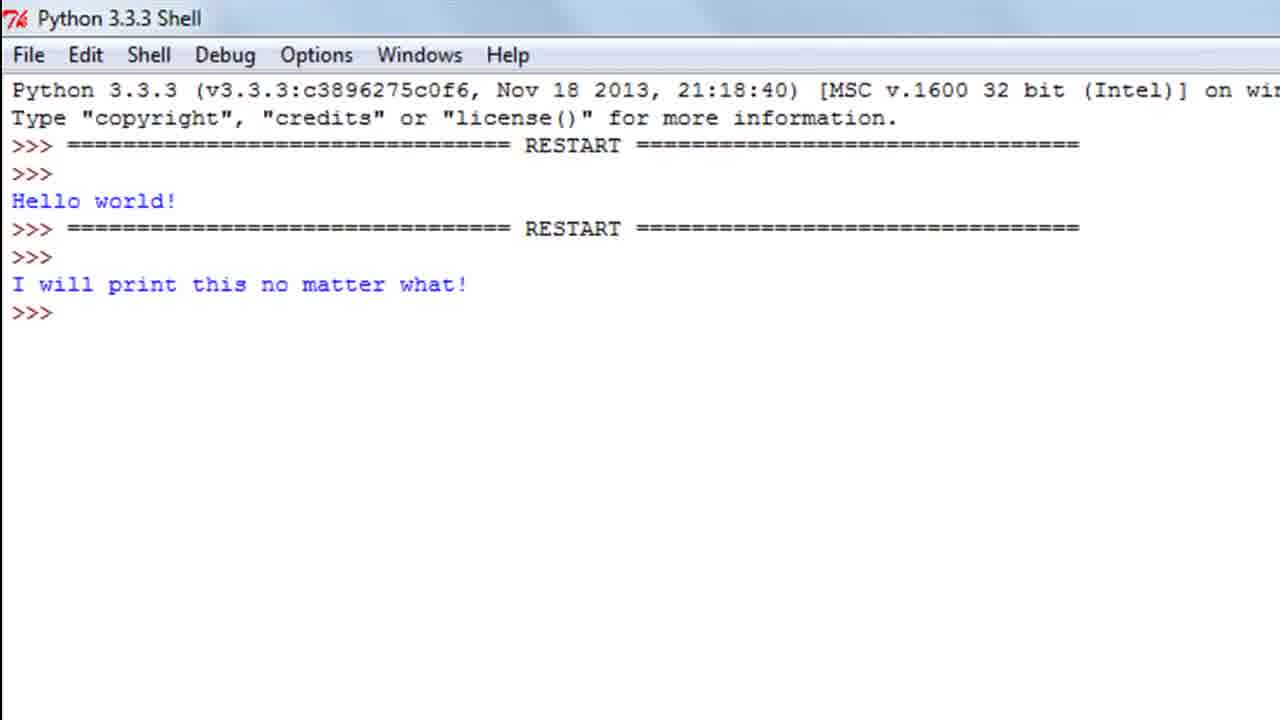 Python 3.3.3 Shell
File Edit Shell Debug Options Windows Help
Python 3.3.3 (v3.3.3:c3896275c0f6, Nov 18 2013, 21:18:40) [MSC v.1600 32 bit (Intel)] on win
Type "copyright", "credits" or "license()" for more information.
>>> ================================ RESTART ================================
>>>
Hello world!
>>> ================================ RESTART ================================
>>>
I will print this no matter what!
>>>